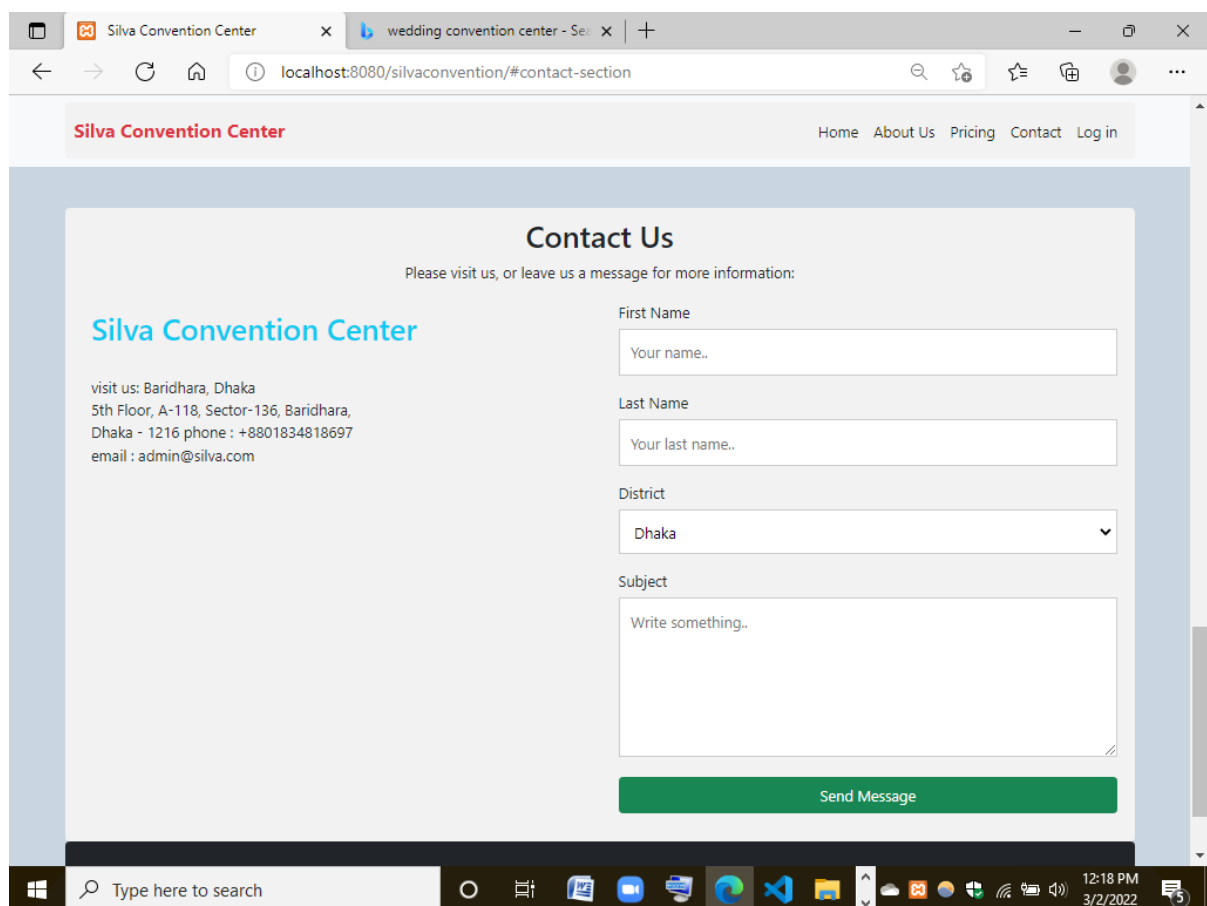 Silva Convention Center
wedding convention center - Sea
localhost:8080/silvaconvention/#contact-section
Silva Convention Center
Home About Us Pricing Contact Log in
Contact Us
Please visit us, or leave us a message for more information:
Silva Convention Center
visit us: Baridhara, Dhaka
5th Floor, A-118, Sector-136, Baridhara,
Dhaka - 1216 phone : +8801834818697
email : admin@silva.com
First Name
Your name..
Last Name
Your last name..
District
Dhaka
Subject
Write something..
Send Message
Type here to search
12:18 PM
3/2/2022
5